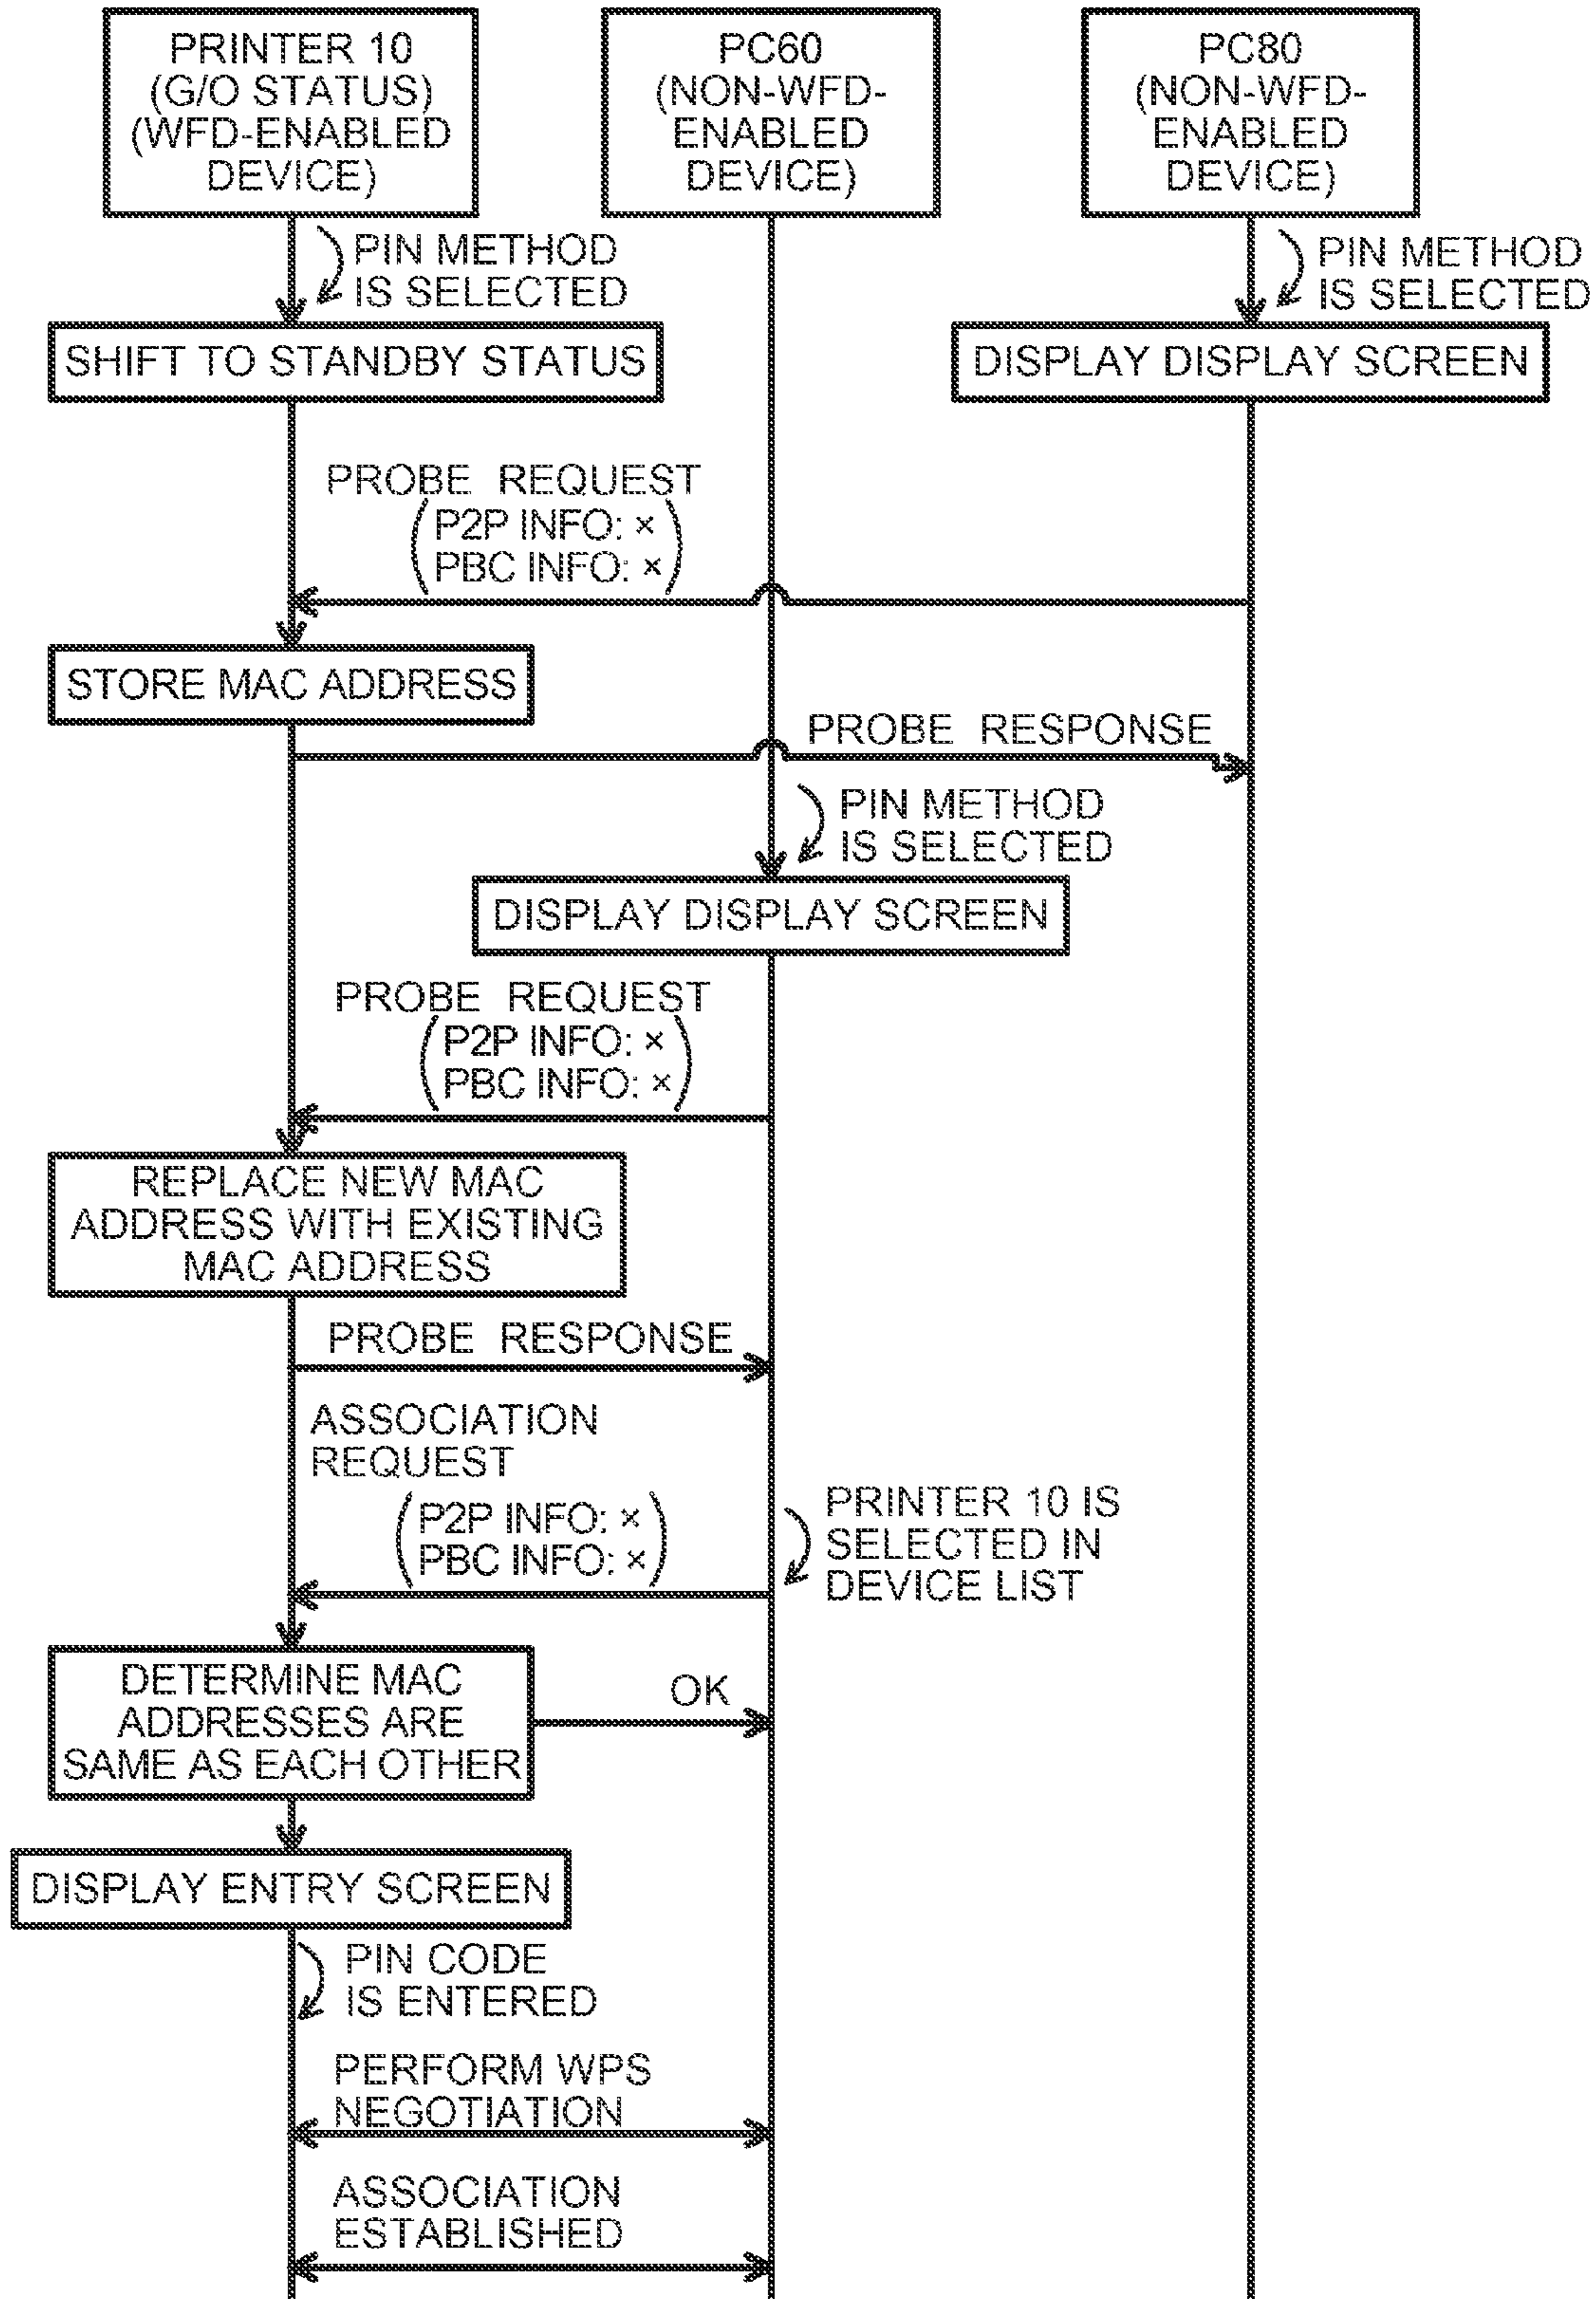 PRINTER 10
(G/O STATUS)
(WFD-ENABLED
DEVICE)
PC60
(NON-WFD-
ENABLED
DEVICE)
PC80
(NON-WFD-
ENABLED
DEVICE)
PIN METHOD
IS SELECTED
PIN METHOD
IS SELECTED
SHIFT TO STANDBY STATUS
DISPLAY DISPLAY SCREEN
PROBE REQUEST
(P2P INFO: ×
PBC INFO: ×)
STORE MAC ADDRESS
PROBE RESPONSE
PIN METHOD
IS SELECTED
DISPLAY DISPLAY SCREEN
PROBE REQUEST
(P2P INFO: ×
PBC INFO: ×)
REPLACE NEW MAC
ADDRESS WITH EXISTING
MAC ADDRESS
PROBE RESPONSE
ASSOCIATION
REQUEST
(P2P INFO: ×
PBC INFO: ×)
PRINTER 10 IS
SELECTED IN
DEVICE LIST
DETERMINE MAC
ADDRESSES ARE
SAME AS EACH OTHER
OK
DISPLAY ENTRY SCREEN
PIN CODE
IS ENTERED
PERFORM WPS
NEGOTIATION
ASSOCIATION
ESTABLISHED